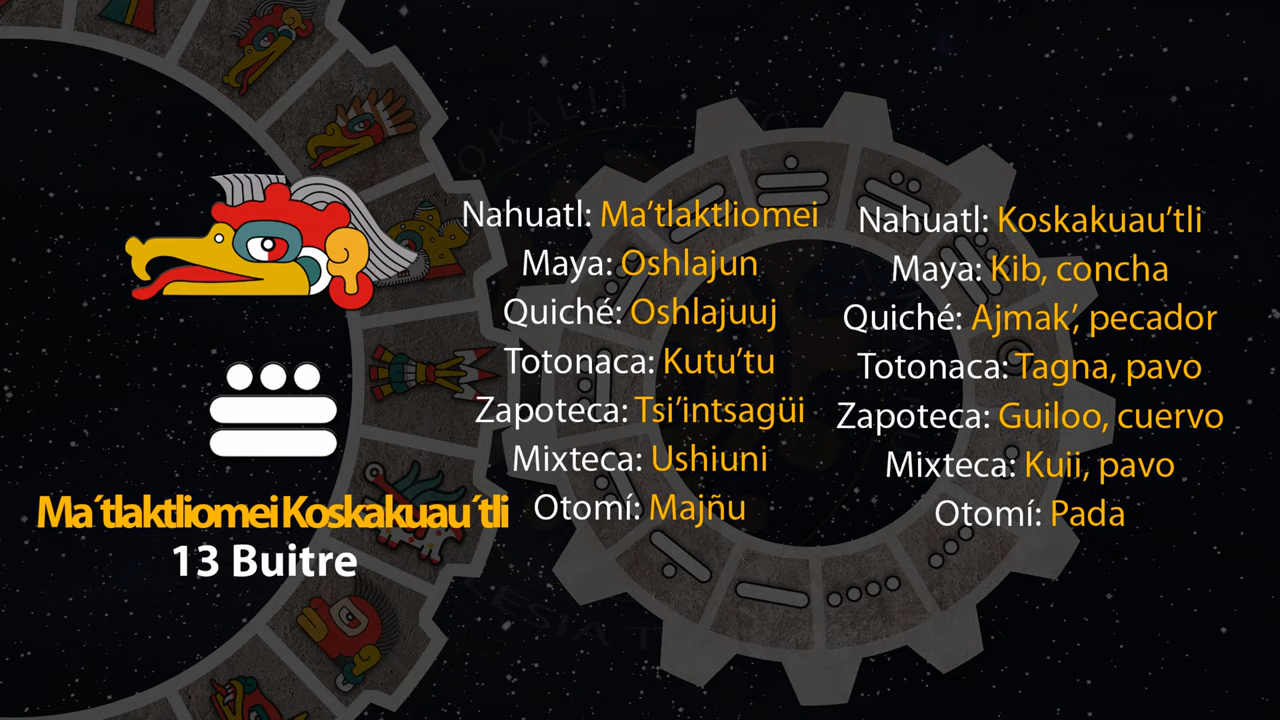 Nahuatl: Ma’tlaktliomei
Maya: Oshlajun
Quiché: Oshlajuuj
Totonaca: Kutu’tu
Zapoteca: Tsi’intsagüi
Mixteca: Ushiuni
Otomí: Majñu
Nahuatl: Koskakuau’tli
Maya: Kib, concha
Quiché: Ajmak’, pecador
Totonaca: Tagna, pavo
Zapoteca: Guiloo, cuervo
Mixteca: Kuii, pavo
Otomí: Pada
Ma´tlaktliomei Koskakuau´tli
13 Buitre